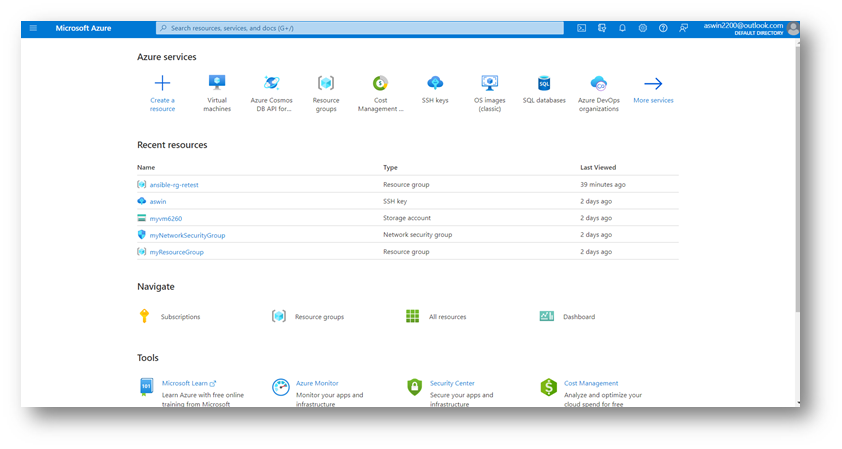 Microsoft Azure
Search resources, services, and docs (G+/)
aswin2200@outlook.com
DEFAULT DIRECTORY
Azure services
Create a resource
Virtual machines
Azure Cosmos DB API for...
Resource groups
Cost Management ...
SSH keys
OS images (classic)
SQL databases
Azure DevOps organizations
More services
Recent resources
Name Type Last Viewed
ansible-rg-retest Resource group 39 minutes ago
aswin SSH key 2 days ago
myvm6260 Storage account 2 days ago
myNetworkSecurityGroup Network security group 2 days ago
myResourceGroup Resource group 2 days ago
Navigate
Subscriptions Resource groups All resources Dashboard
Tools
Microsoft Learn
Learn Azure with free online
training from Microsoft
Azure Monitor
Monitor your apps and
infrastructure
Security Center
Secure your apps and
infrastructure
Cost Management
Analyze and optimize your
cloud spend for free